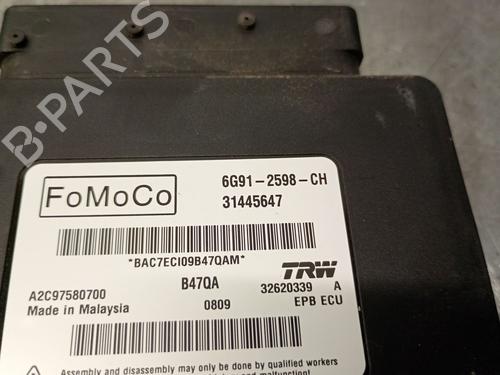 B-PARTS
FoMoCo
6G91-2598-CH
31445647
*BAC7ECI09B47QAM*
TRW
A2C97580700 B47QA 32620339 A
Made in Malaysia 0809 EPB ECU
Assembly and disassembly may only be done by qualified workers